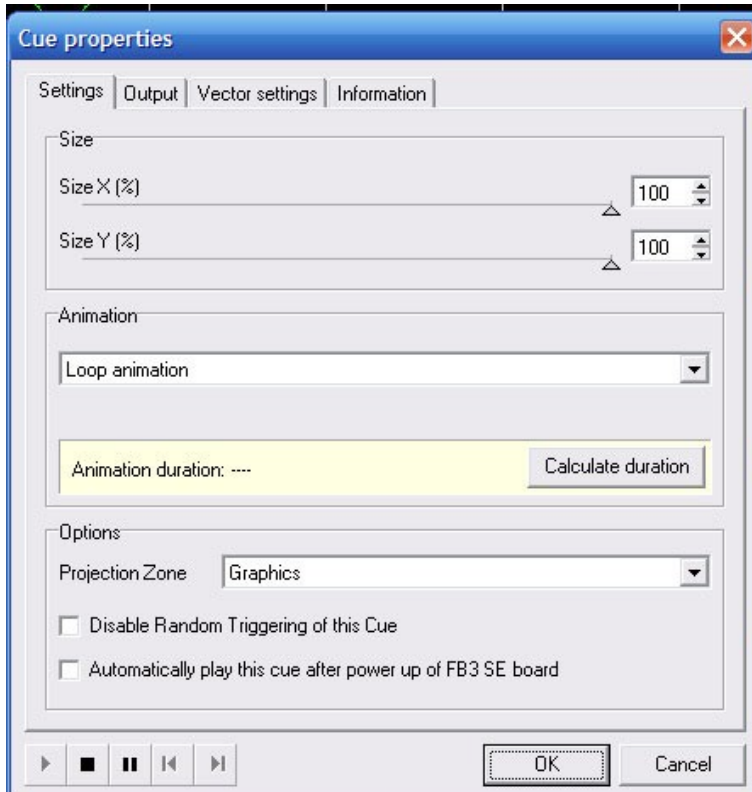 Cue properties
Settings Output Vector settings Information
Size
Size X (%) 100
Size Y (%) 100
Animation
Loop animation
Animation duration: ----
Calculate duration
Options
Projection Zone Graphics
Disable Random Triggering of this Cue
Automatically play this cue after power up of FB3 SE board
OK Cancel